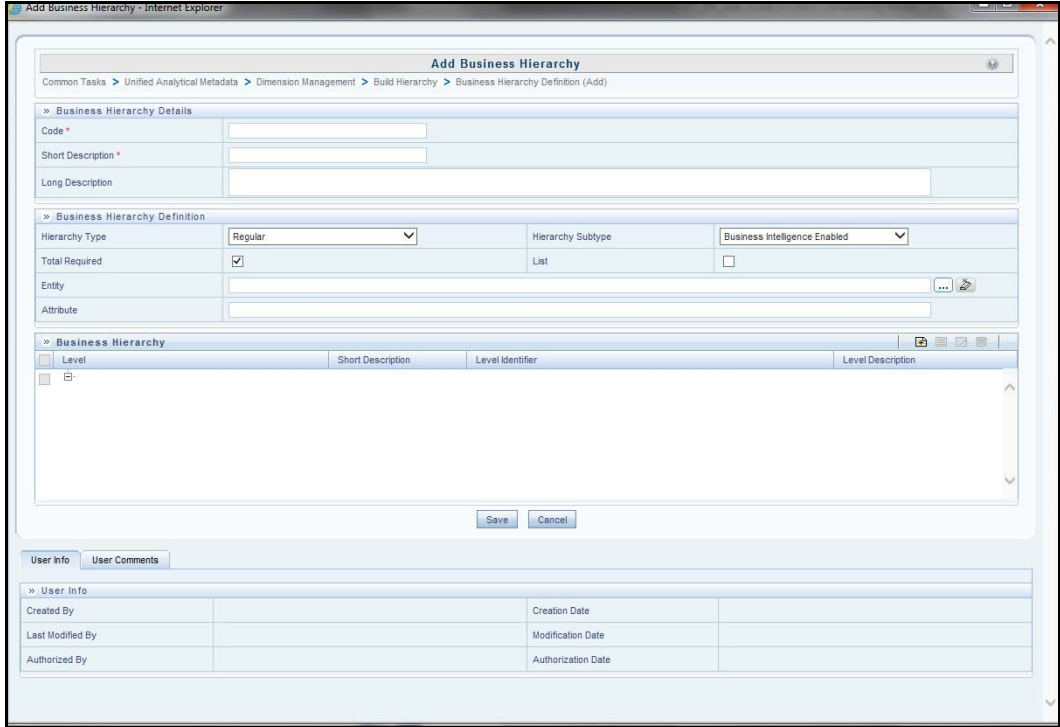 Add Business Hierarchy - Internet Explorer
Add Business Hierarchy
Common Tasks > Unified Analytical Metadata > Dimension Management > Build Hierarchy > Business Hierarchy Definition (Add)
» Business Hierarchy Details
Code *
Short Description *
Long Description
» Business Hierarchy Definition
Hierarchy Type Regular Hierarchy Subtype Business Intelligence Enabled
Total Required List
Entity ...
Attribute
» Business Hierarchy
Level Short Description Level Identifier Level Description
Save Cancel
User Info User Comments
» User Info
Created By Creation Date
Last Modified By Modification Date
Authorized By Authorization Date